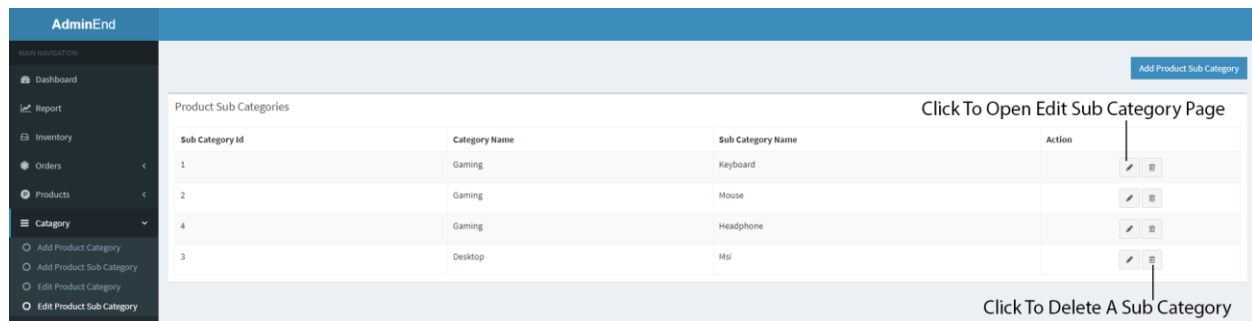 AdminEnd
MAIN NAVIGATION
Dashboard
Report
Inventory
Orders
Products
Catagory
Add Product Category
Add Product Sub Category
Edit Product Category
Edit Product Sub Category
Add Product Sub Category
Product Sub Categories
Click To Open Edit Sub Category Page
Sub Category Id Category Name Sub Category Name Action
1 Gaming Keyboard
2 Gaming Mouse
4 Gaming Headphone
3 Desktop Msi
Click To Delete A Sub Category